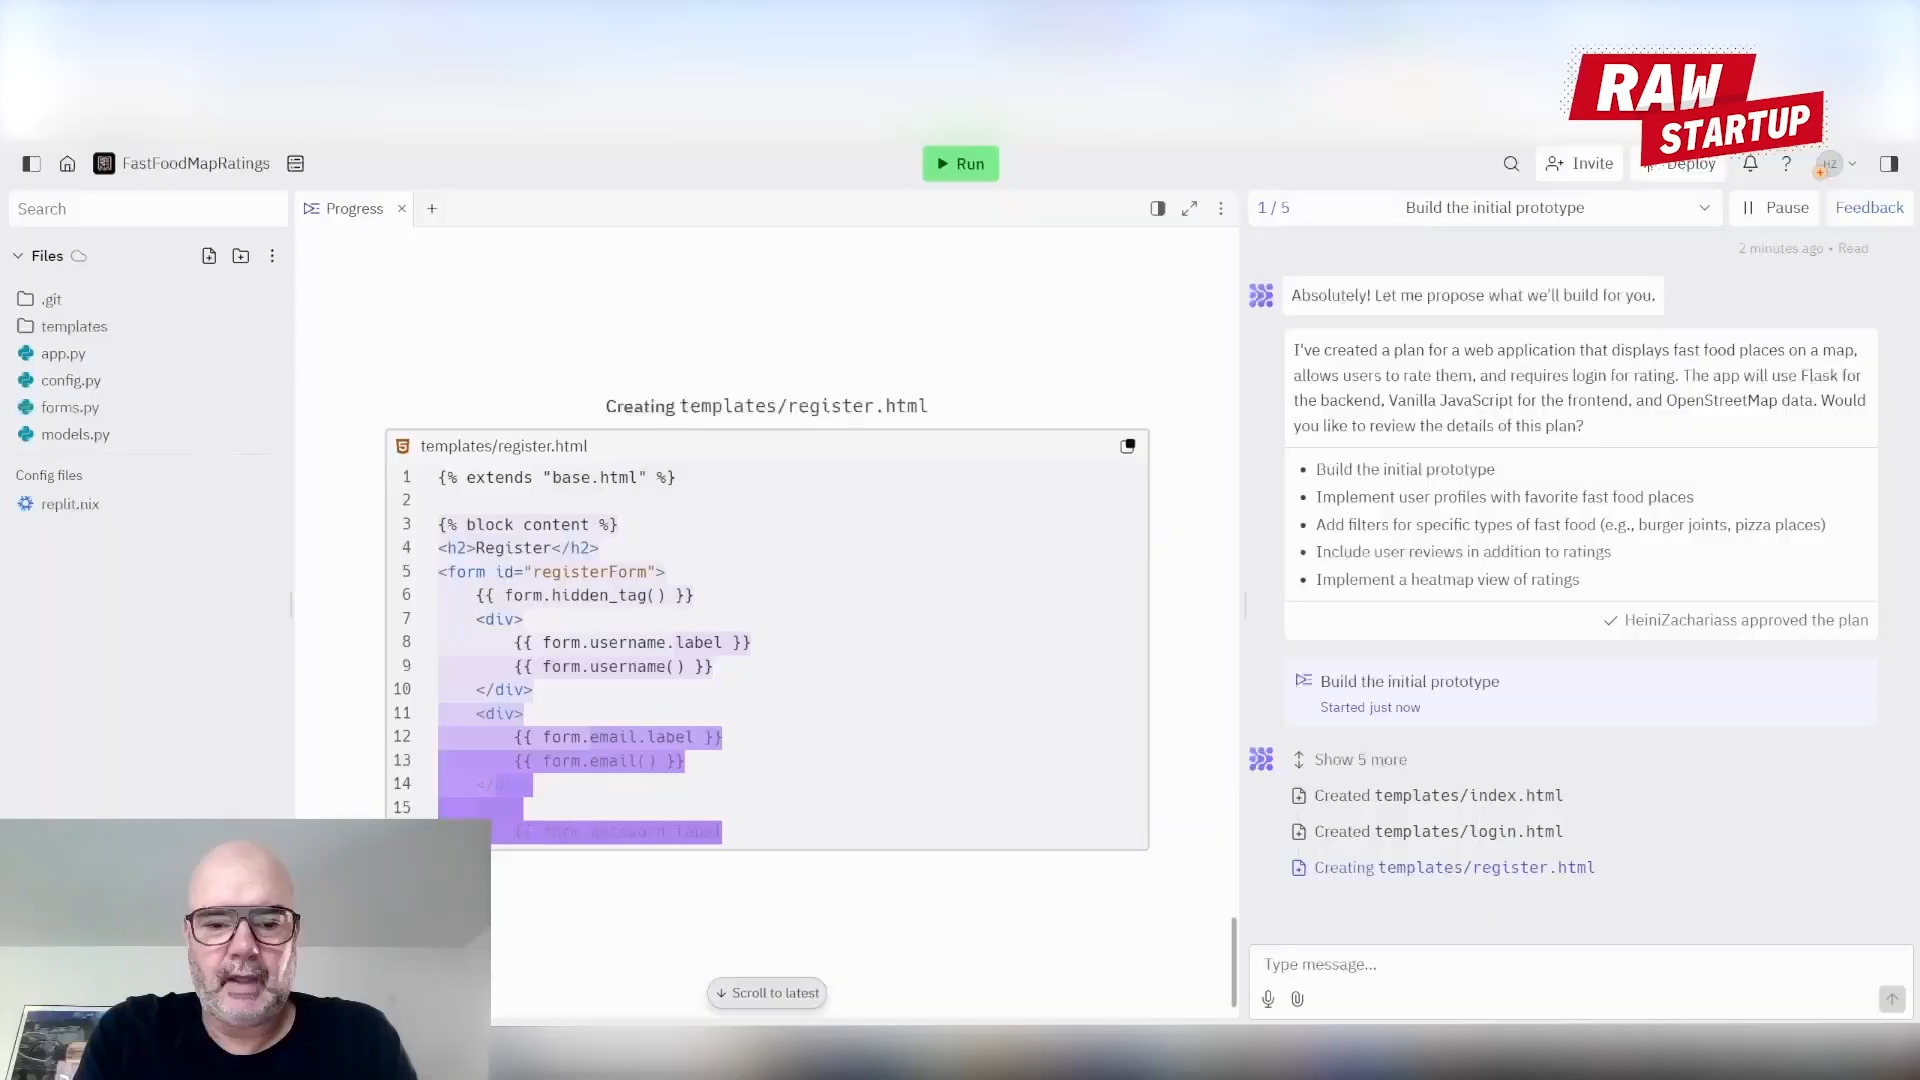 RAW
STARTUP
FastFoodMapRatings
Run
Invite
Deploy
?
HZ
Search
Progress
1 / 5
Build the initial prototype
Pause
Feedback
Files
.git
templates
app.py
config.py
forms.py
models.py
Config files
replit.nix
Creating templates/register.html
templates/register.html
1 {% extends "base.html" %}
2
3 {% block content %}
4 <h2>Register</h2>
5 <form id="registerForm">
6 {{ form.hidden_tag() }}
7 <div>
8 {{ form.username.label }}
9 {{ form.username() }}
10 </div>
11 <div>
12 {{ form.email.label }}
13 {{ form.email() }}
14 </div>
15
{{ form.password.label
Scroll to latest
2 minutes ago • Read
Absolutely! Let me propose what we'll build for you.
I've created a plan for a web application that displays fast food places on a map,
allows users to rate them, and requires login for rating. The app will use Flask for
the backend, Vanilla JavaScript for the frontend, and OpenStreetMap data. Would
you like to review the details of this plan?
• Build the initial prototype
• Implement user profiles with favorite fast food places
• Add filters for specific types of fast food (e.g., burger joints, pizza places)
• Include user reviews in addition to ratings
• Implement a heatmap view of ratings
HeiniZachariass approved the plan
Build the initial prototype
Started just now
Show 5 more
Created templates/index.html
Created templates/login.html
Creating templates/register.html
Type message...